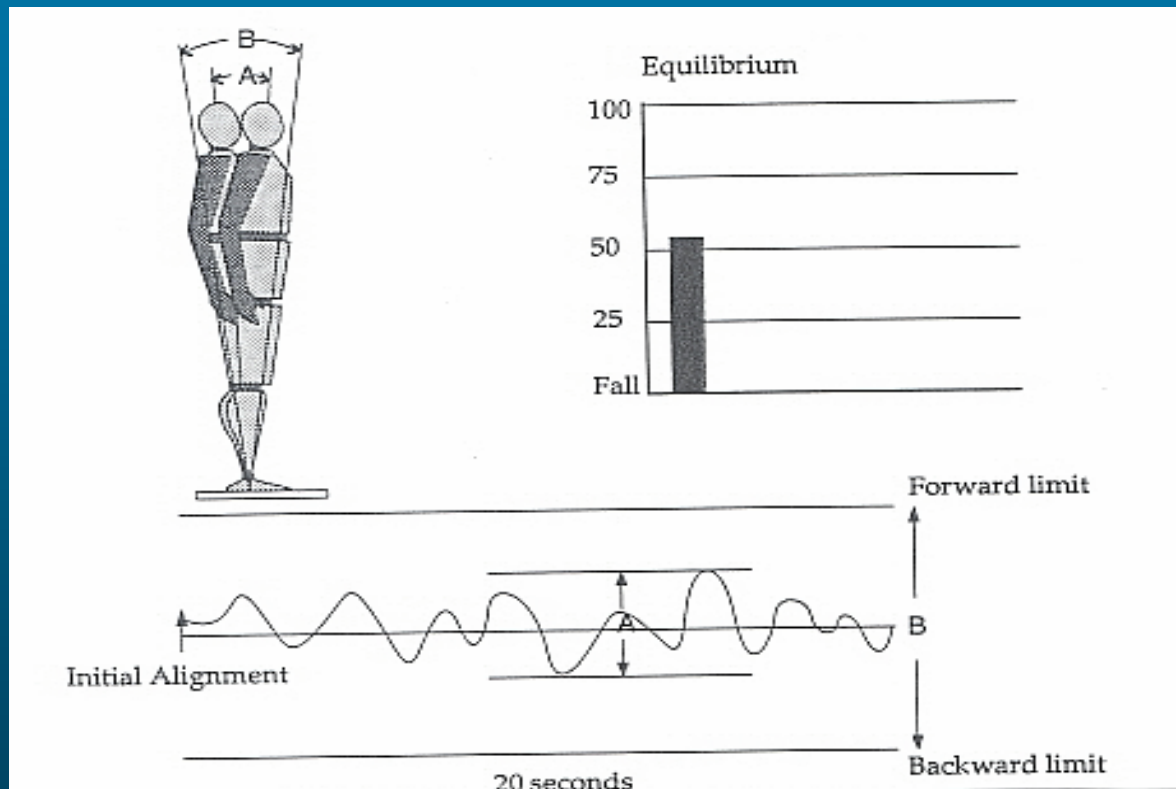 B
A
Equilibrium
100
75
50
25
Fall
Forward limit
A
B
Initial Alignment
Backward limit
20 seconds